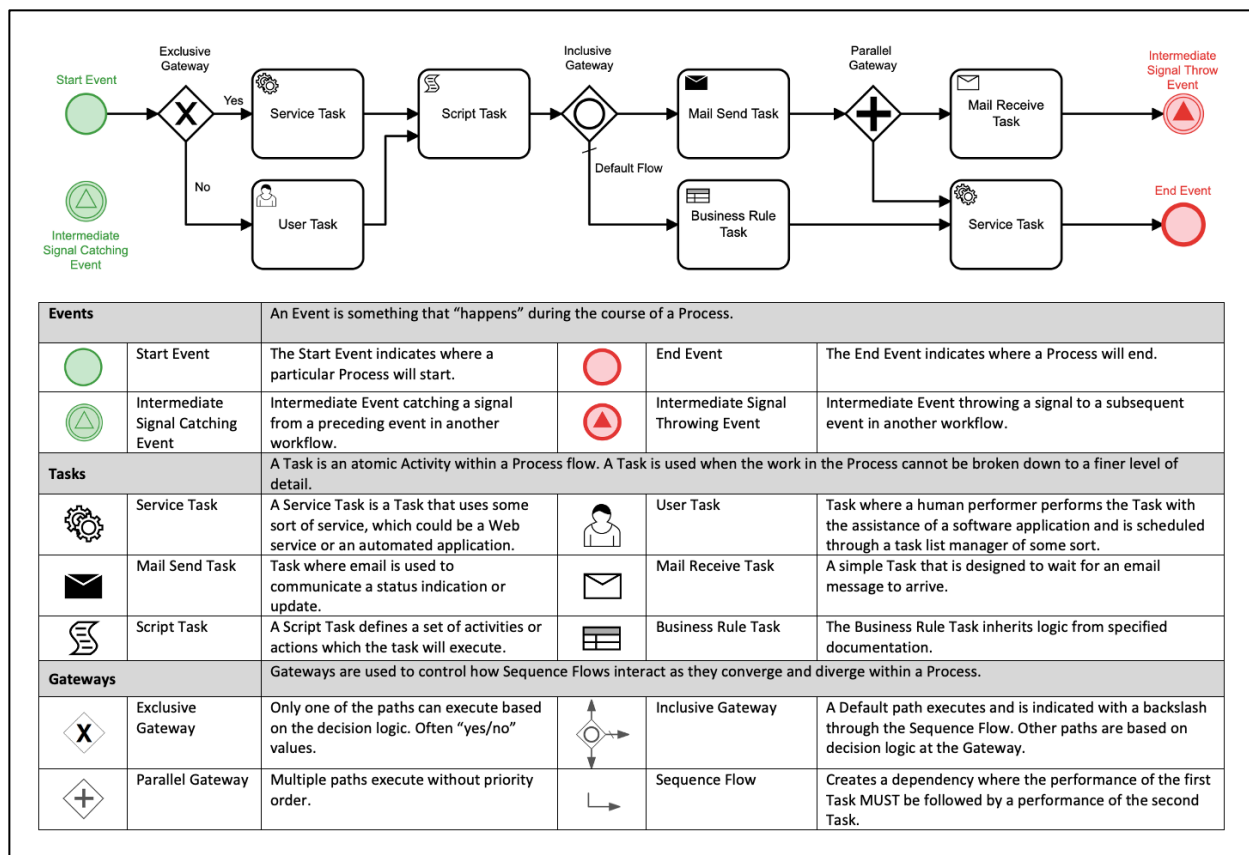 Exclusive
Gateway
Inclusive
Gateway
Parallel
Gateway
Intermediate
Signal Throw
Event
Start Event
Yes
Service Task
Script Task
Mail Send Task
Mail Receive
Task
X
No
Default Flow
End Event
User Task
Business Rule
Task
Service Task
Intermediate
Signal Catching
Event
Events
An Event is something that “happens” during the course of a Process.
Start Event
The Start Event indicates where a
particular Process will start.
End Event
The End Event indicates where a Process will end.
Intermediate
Signal Catching
Event
Intermediate Event catching a signal
from a preceding event in another
workflow.
Intermediate Signal
Throwing Event
Intermediate Event throwing a signal to a subsequent
event in another workflow.
Tasks
A Task is an atomic Activity within a Process flow. A Task is used when the work in the Process cannot be broken down to a finer level of
detail.
Service Task
A Service Task is a Task that uses some
sort of service, which could be a Web
service or an automated application.
User Task
Task where a human performer performs the Task with
the assistance of a software application and is scheduled
through a task list manager of some sort.
Mail Send Task
Task where email is used to
communicate a status indication or
update.
Mail Receive Task
A simple Task that is designed to wait for an email
message to arrive.
Script Task
A Script Task defines a set of activities or
actions which the task will execute.
Business Rule Task
The Business Rule Task inherits logic from specified
documentation.
Gateways
Gateways are used to control how Sequence Flows interact as they converge and diverge within a Process.
X
Exclusive
Gateway
Only one of the paths can execute based
on the decision logic. Often “yes/no”
values.
Inclusive Gateway
A Default path executes and is indicated with a backslash
through the Sequence Flow. Other paths are based on
decision logic at the Gateway.
Parallel Gateway
Multiple paths execute without priority
order.
Sequence Flow
Creates a dependency where the performance of the first
Task MUST be followed by a performance of the second
Task.